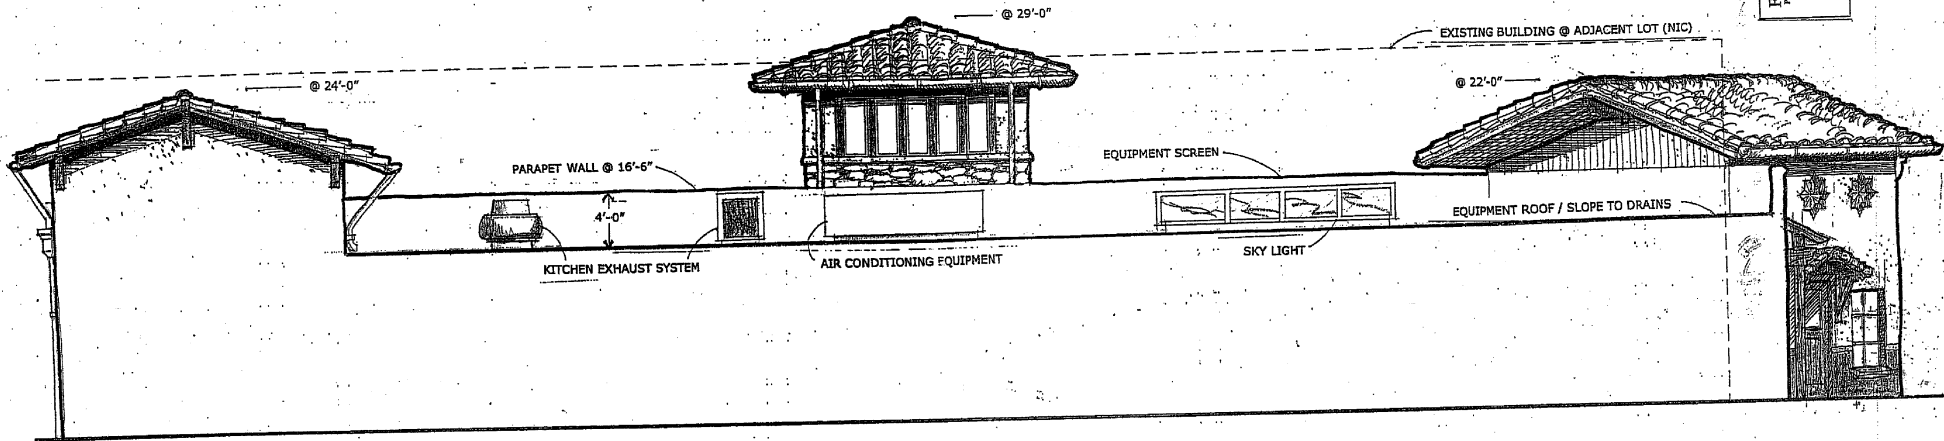 @ 29'-0"
EXISTING BUILDING @ ADJACENT LOT (NIC)
@ 24'-0"
@ 22'-0"
PARAPET WALL @ 16'-6"
EQUIPMENT SCREEN
4'-0"
EQUIPMENT ROOF / SLOPE TO DRAINS
KITCHEN EXHAUST SYSTEM
AIR CONDITIONING EQUIPMENT
SKY LIGHT